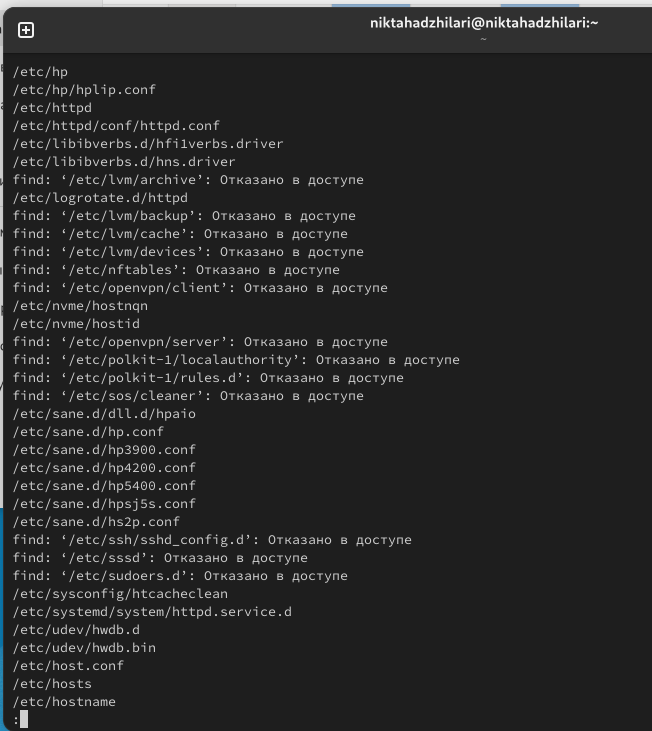 niktahadzhilari@niktahadzhilari:~
~
/etc/hp
/etc/hp/hplip.conf
/etc/httpd
/etc/httpd/conf/httpd.conf
/etc/libibverbs.d/hfi1verbs.driver
/etc/libibverbs.d/hns.driver
find: ‘/etc/lvm/archive’: Отказано в доступе
/etc/logrotate.d/httpd
find: ‘/etc/lvm/backup’: Отказано в доступе
find: ‘/etc/lvm/cache’: Отказано в доступе
find: ‘/etc/lvm/devices’: Отказано в доступе
find: ‘/etc/nftables’: Отказано в доступе
find: ‘/etc/openvpn/client’: Отказано в доступе
/etc/nvme/hostnqn
/etc/nvme/hostid
find: ‘/etc/openvpn/server’: Отказано в доступе
find: ‘/etc/polkit-1/localauthority’: Отказано в доступе
find: ‘/etc/polkit-1/rules.d’: Отказано в доступе
find: ‘/etc/sos/cleaner’: Отказано в доступе
/etc/sane.d/dll.d/hpaio
/etc/sane.d/hp.conf
/etc/sane.d/hp3900.conf
/etc/sane.d/hp4200.conf
/etc/sane.d/hp5400.conf
/etc/sane.d/hpsj5s.conf
/etc/sane.d/hs2p.conf
find: ‘/etc/ssh/sshd_config.d’: Отказано в доступе
find: ‘/etc/sssd’: Отказано в доступе
find: ‘/etc/sudoers.d’: Отказано в доступе
/etc/sysconfig/htcacheclean
/etc/systemd/system/httpd.service.d
/etc/udev/hwdb.d
/etc/udev/hwdb.bin
/etc/host.conf
/etc/hosts
/etc/hostname
: